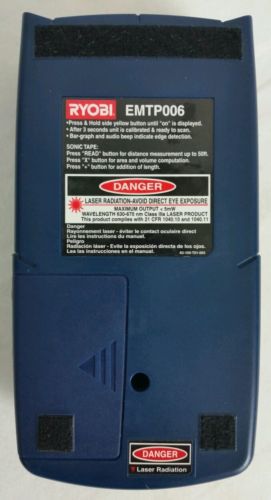 RYOBI EMTP006
•Press & Hold side yellow button until "on" is displayed.
• After 3 seconds unit is calibrated & ready to scan.
• Bar-graph and audio beep indicate edge detection.
SONIC TAPE:
Press "READ" button for distance measurement up to 50ft.
Press "X" button for area and volume computation.
Press "+" button for addition of length.
DANGER
LASER RADIATION-AVOID DIRECT EYE EXPOSURE
MAXIMUM OUTPUT < 5mW
WAVELENGTH 630-670 nm Class IIIa LASER PRODUCT
This product complies with 21 CFR 1040.10 and 1040.11
Danger
Rayonnement laser - éviter le contact oculaire direct
Lire les instructions du manuel.
Peligro
Radiación láser - Evite la exposición directa de los ojos.
Lea las instrucciones del manual.
DANGER
Laser Radiation